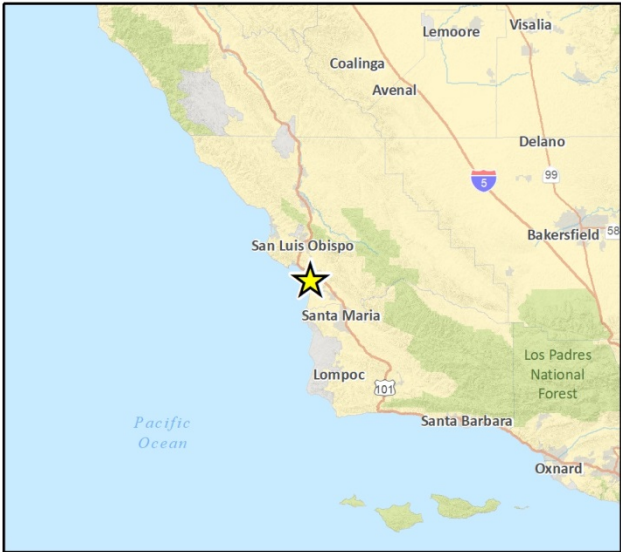 Lemoore
Visalia
Coalinga
Avenal
Delano
5
99
Bakersfield
58
San Luis Obispo
Santa Maria
Los Padres
National
Forest
Lompoc
101
Pacific
Ocean
Santa Barbara
Oxnard